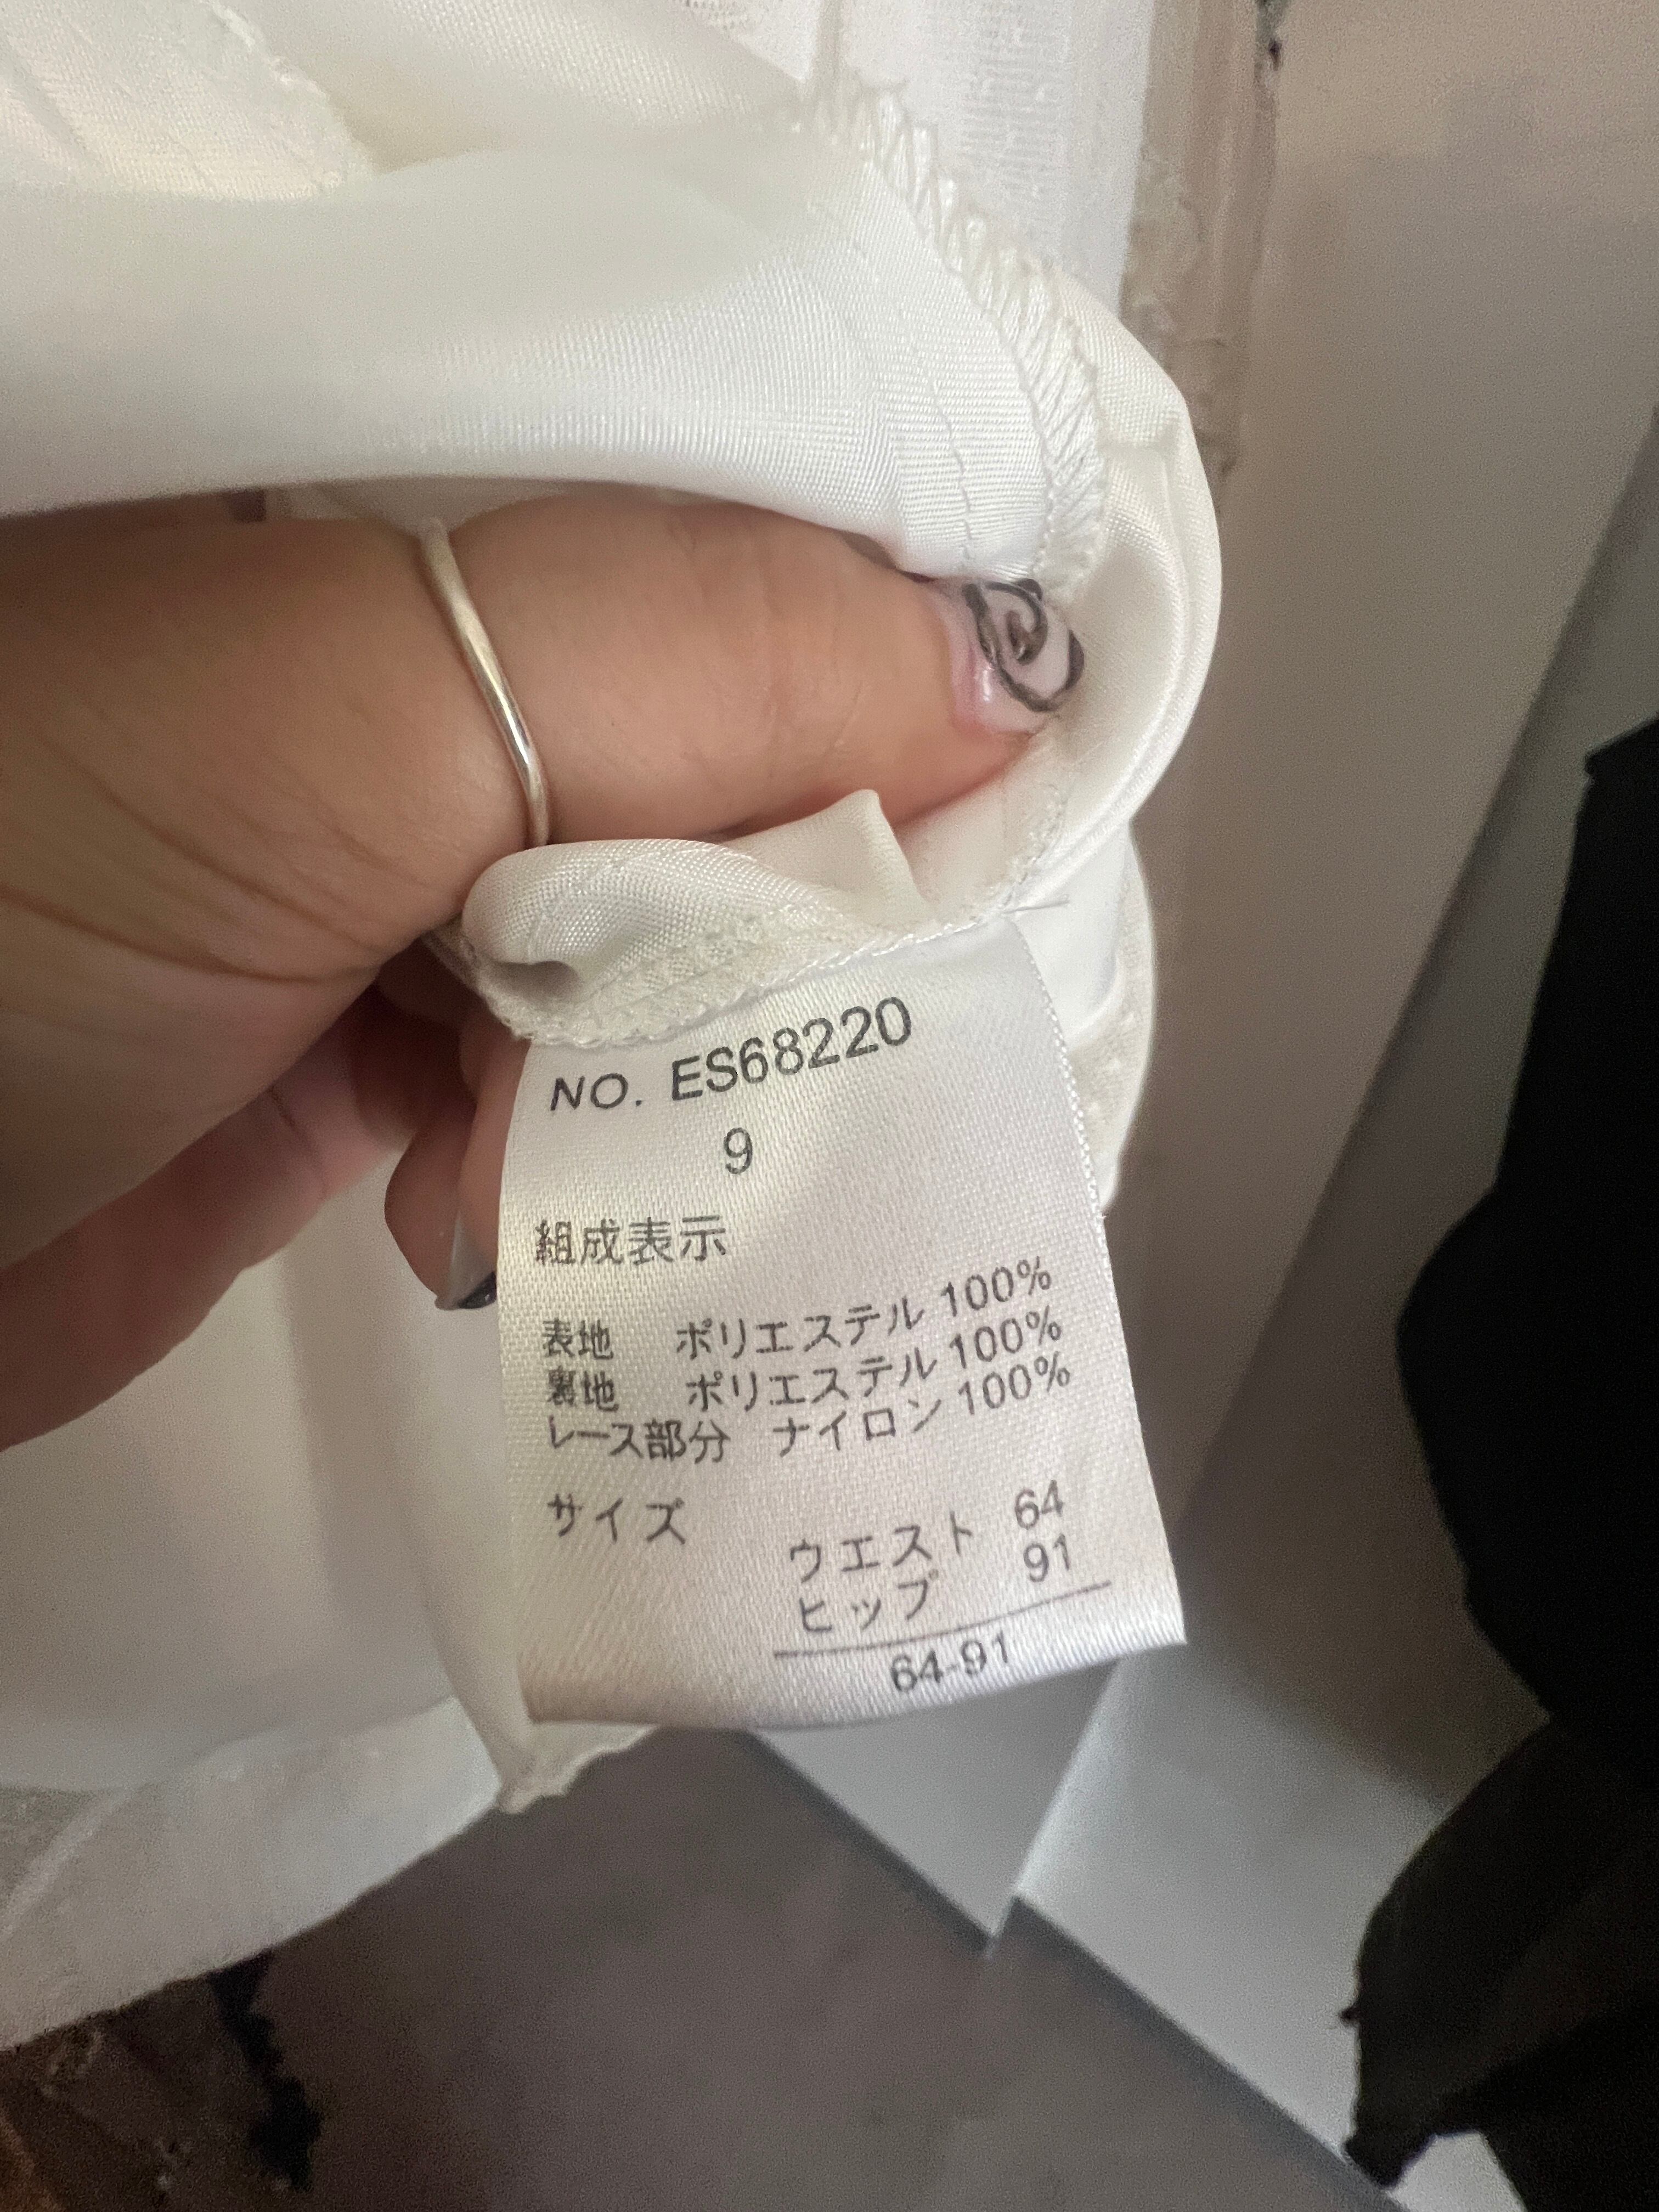 NO. ES68220
9
組成表示
表地 ポリエステル 100%
裏地 ポリエステル 100%
レース部分 ナイロン 100%
サイズ
ウエスト 64
ヒップ 91
64-91